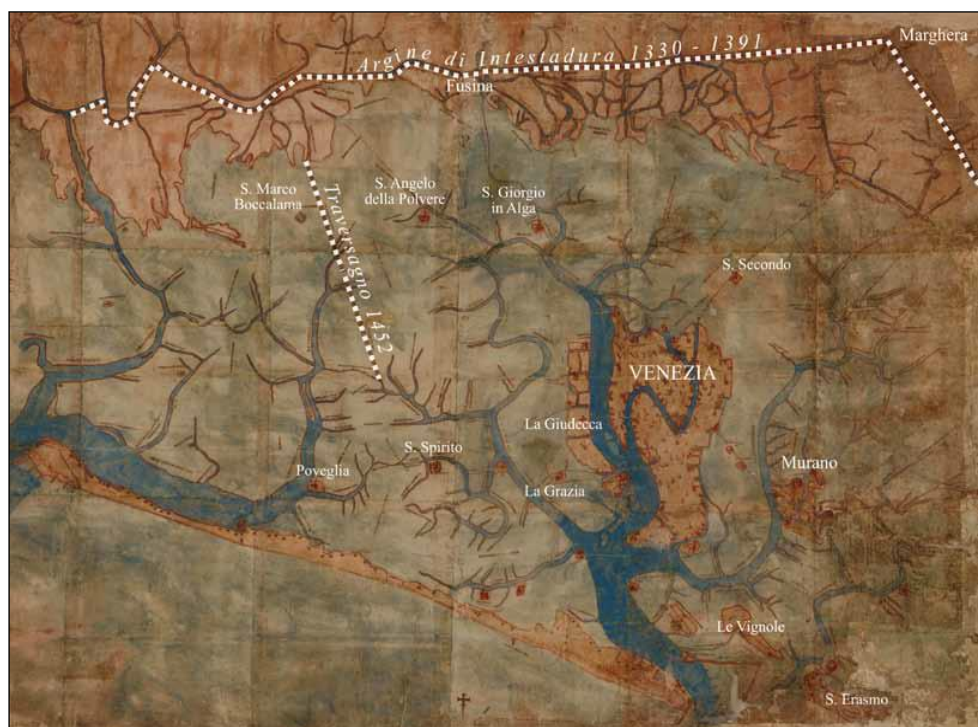 Marghera
Argine di Intestadura 1330 - 1391
Fusina
S. Marco
Boccalama
S. Angelo
della Polvere
S. Giorgio
in Alga
Traversagno 1452
S. Secondo
VENEZIA
La Giudecca
S. Spirito
Poveglia
Murano
La Grazia
Le Vignole
S. Erasmo